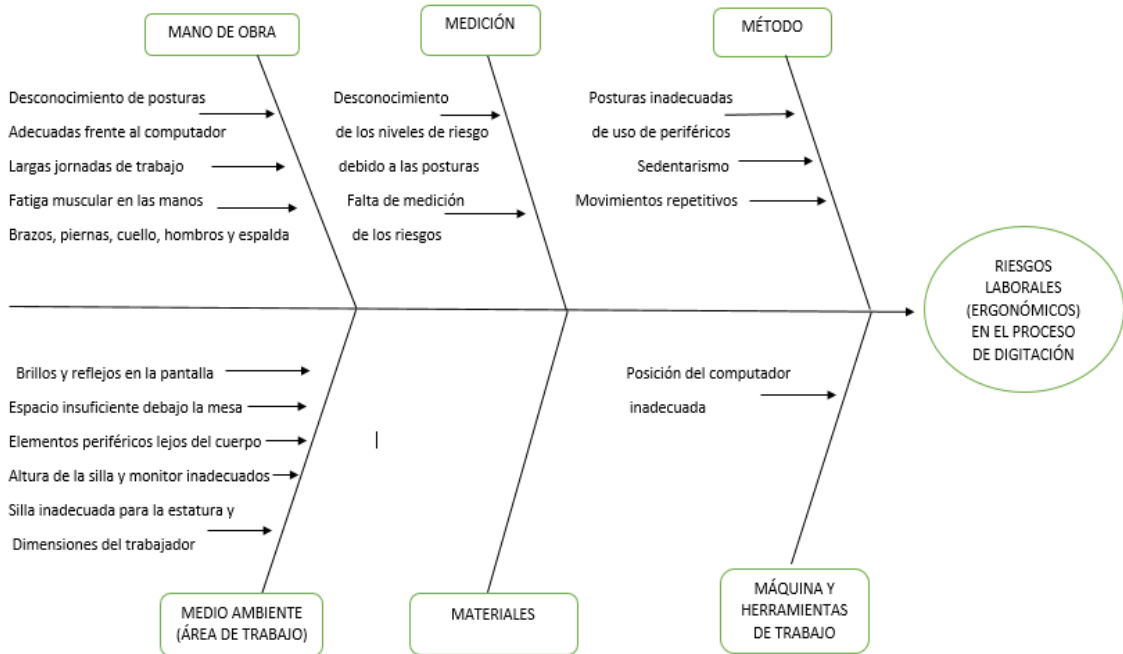 MANO DE OBRA
MEDICIÓN
MÉTODO
Desconocimiento de posturas
Adecuadas frente al computador
Largas jornadas de trabajo
Fatiga muscular en las manos
Brazos, piernas, cuello, hombros y espalda
Desconocimiento
de los niveles de riesgo
debido a las posturas
Falta de medición
de los riesgos
Posturas inadecuadas
de uso de periféricos
Sedentarismo
Movimientos repetitivos
RIESGOS
LABORALES
(ERGONÓMICOS)
EN EL PROCESO
DE DIGITACIÓN
Brillos y reflejos en la pantalla
Espacio insuficiente debajo la mesa
Elementos periféricos lejos del cuerpo
Altura de la silla y monitor inadecuados
Silla inadecuada para la estatura y
Dimensiones del trabajador
Posición del computador
inadecuada
MEDIO AMBIENTE
(ÁREA DE TRABAJO)
MATERIALES
MÁQUINA Y
HERRAMIENTAS
DE TRABAJO